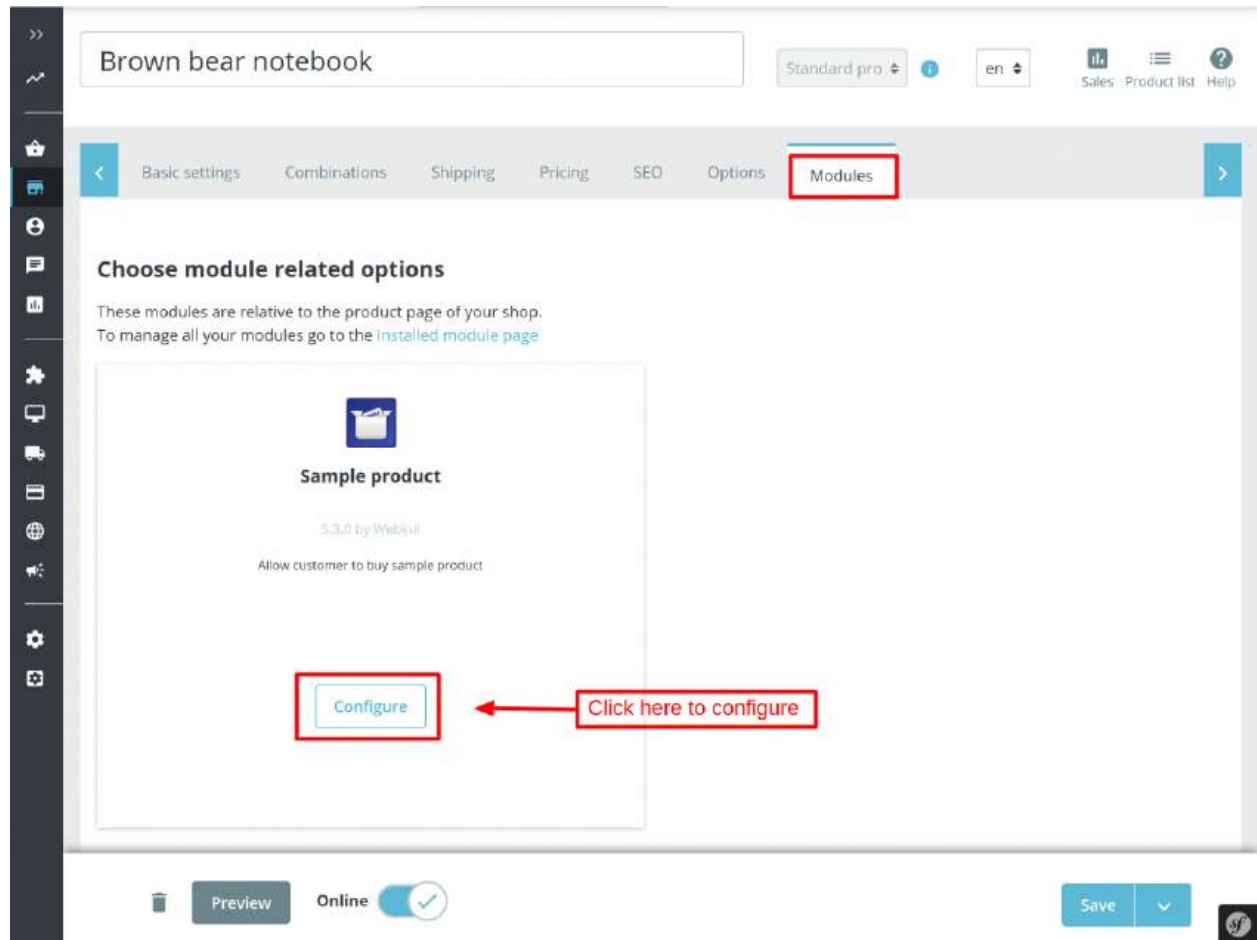 Brown bear notebook
Standard pro
en
Sales Product list Help
Basic settings Combinations Shipping Pricing SEO Options Modules
Choose module related options
These modules are relative to the product page of your shop.
To manage all your modules go to the Installed module page
Sample product
5.3.0 by Webkul
Allow customer to buy sample product
Configure
Click here to configure
Preview Online Save